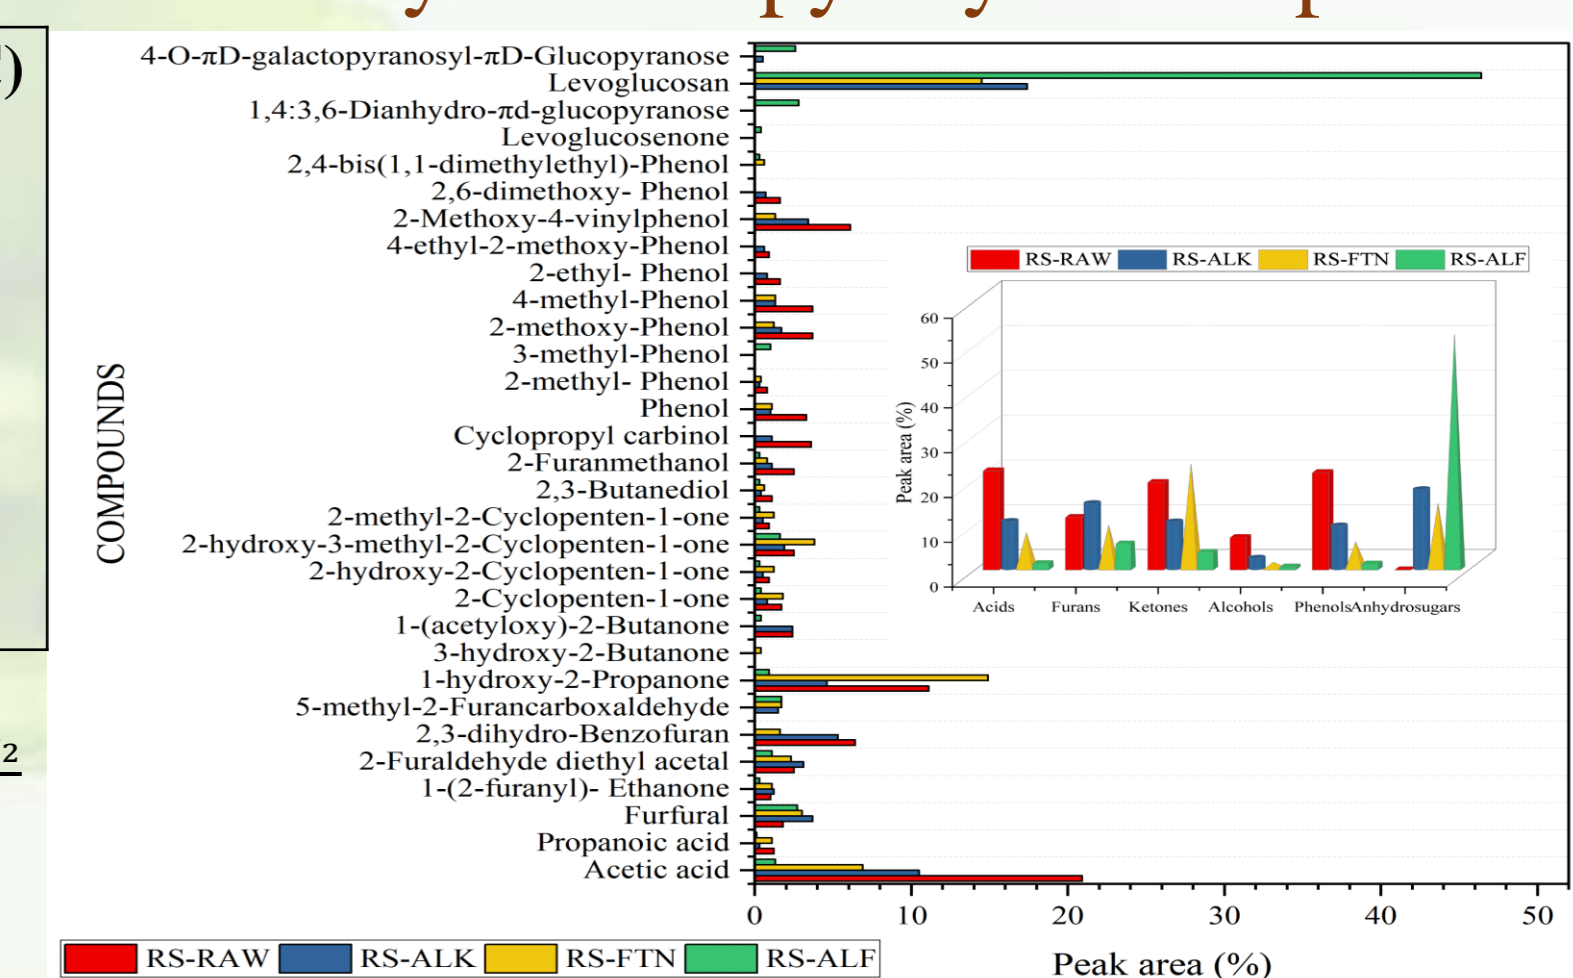 4-O-πD-galactopyranosyl-πD-Glucopyranose
Levoglucosan
1,4:3,6-Dianhydro-πd-glucopyranose
Levoglucosenone
2,4-bis(1,1-dimethylethyl)-Phenol
2,6-dimethoxy- Phenol
2-Methoxy-4-vinylphenol
4-ethyl-2-methoxy-Phenol
2-ethyl- Phenol
4-methyl-Phenol
2-methoxy-Phenol
3-methyl-Phenol
2-methyl- Phenol
Phenol
Cyclopropyl carbinol
2-Furanmethanol
2,3-Butanediol
2-methyl-2-Cyclopenten-1-one
2-hydroxy-3-methyl-2-Cyclopenten-1-one
2-hydroxy-2-Cyclopenten-1-one
2-Cyclopenten-1-one
1-(acetyloxy)-2-Butanone
3-hydroxy-2-Butanone
1-hydroxy-2-Propanone
5-methyl-2-Furancarboxaldehyde
2,3-dihydro-Benzofuran
2-Furaldehyde diethyl acetal
1-(2-furanyl)- Ethanone
Furfural
Propanoic acid
Acetic acid
COMPOUNDS
0 10 20 30 40 50
Peak area (%)
RS-RAW RS-ALK RS-FTN RS-ALF
RS-RAW RS-ALK RS-FTN RS-ALF
Peak area (%)
60
50
40
30
20
10
0
Acids Furans Ketones Alcohols Phenols Anhydrosugars